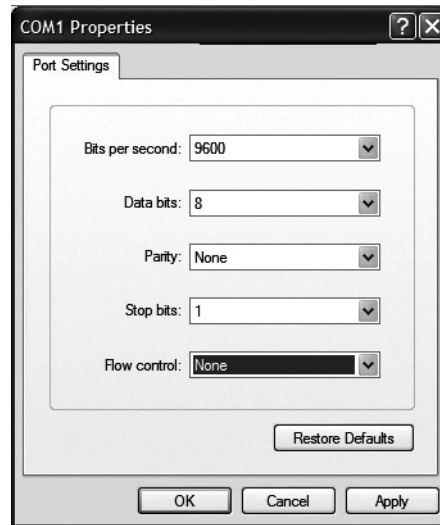 COM1 Properties
Port Settings
Bits per second: 9600
Data bits: 8
Parity: None
Stop bits: 1
Flow control: None
Restore Defaults
OK Cancel Apply